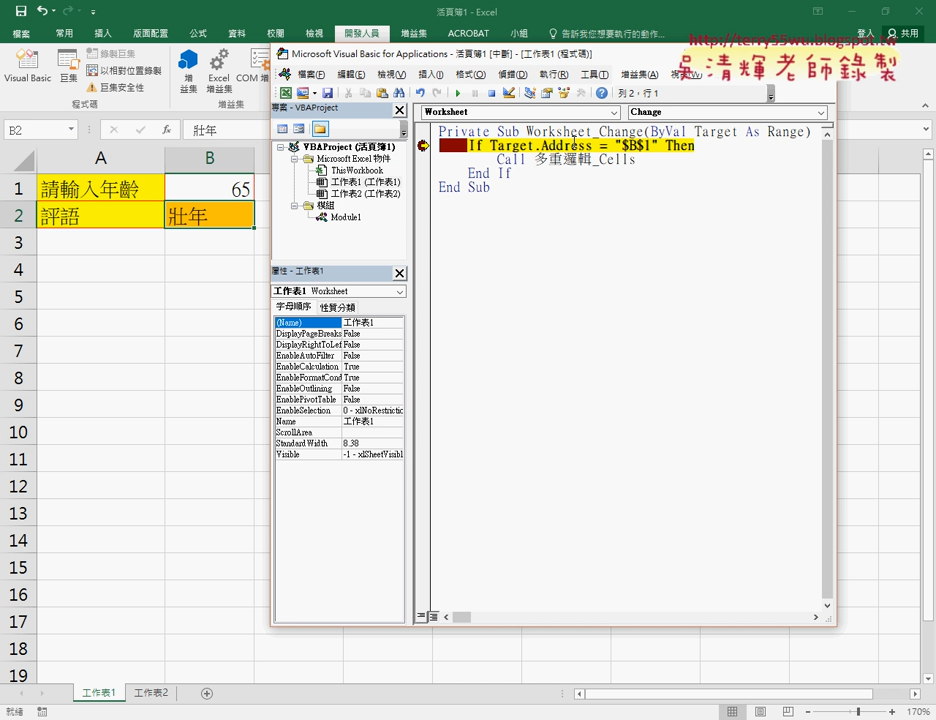 活頁簿1 - Excel
檔案 常用 插入 版面配置 公式 資料 校閱 檢視 開發人員 增益集 ACROBAT 小組 告訴我您想要執行的動作... 登入 共用
http://terry55wu.blogspot.tw
吳清輝老師錄製
Visual Basic 巨集 錄製巨集 以相對位置錄製 巨集安全性
增益集 Excel 增益集 COM 增
程式碼 增益集
B2 fx 壯年
A B
1 請輸入年齡 65
2 評語 壯年
3
4
5
6
7
8
9
10
11
12
13
14
15
16
17
18
19
Microsoft Visual Basic for Applications - 活頁簿1 [中斷] - [工作表1 (程式碼)]
檔案(F) 編輯(E) 檢視(V) 插入(I) 格式(O) 偵錯(D) 執行(R) 工具(T) 增益集(A)
列 2，行 1
專案 - VBAProject
VBAProject (活頁簿1)
Microsoft Excel 物件
ThisWorkbook
工作表1 (工作表1)
工作表2 (工作表2)
模組
Module1
屬性 - 工作表1
工作表1 Worksheet
字母順序 性質分類
(Name) 工作表1
DisplayPageBreaks False
DisplayRightToLef False
EnableAutoFilter False
EnableCalculation True
EnableFormatCond True
EnableOutlining False
EnablePivotTable False
EnableSelection 0 - xlNoRestrictic
Name 工作表1
ScrollArea
StandardWidth 8.38
Visible -1 - xlSheetVisibl
Worksheet Change
Private Sub Worksheet_Change(ByVal Target As Range)
If Target.Address = "$B$1" Then
Call 多重邏輯_Cells
End If
End Sub
工作表1 工作表2
就緒 170%